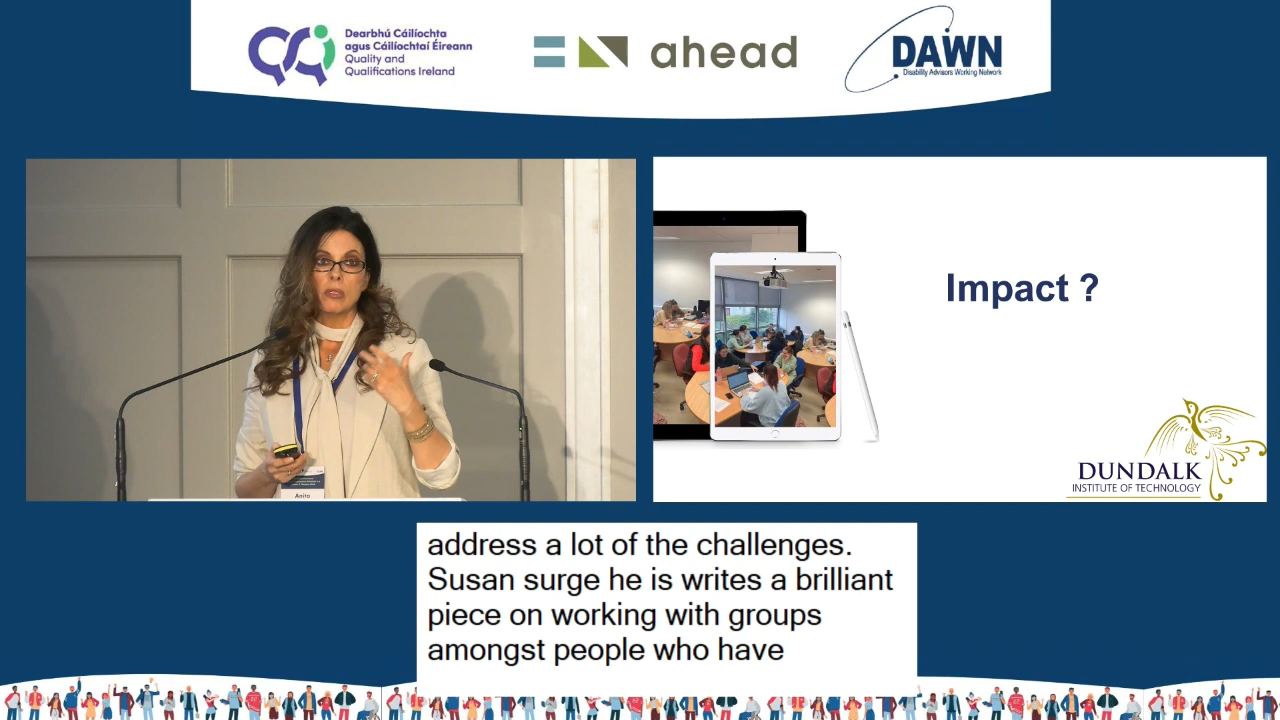 Dearbhú Cáilíochta
agus Cáilíochtaí Éireann
Quality and
Qualifications Ireland
ahead
DAWN
Disability Advisors Working Network
Impact ?
DUNDALK
INSTITUTE OF TECHNOLOGY
Anita
address a lot of the challenges.
Susan surge he is writes a brilliant
piece on working with groups
amongst people who have